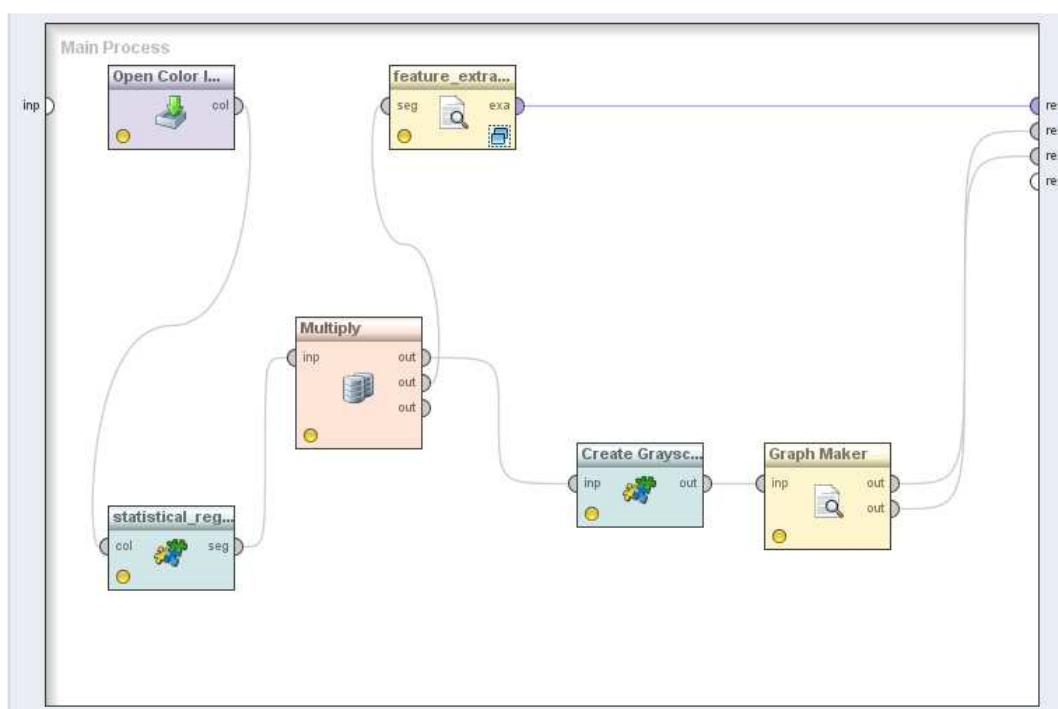 Main Process
Open Color I...
col
feature_extra...
seg
exa
inp
re
re
re
re
Multiply
inp
out
out
out
Create Graysc...
inp
out
Graph Maker
inp
out
out
statistical_reg...
col
seg